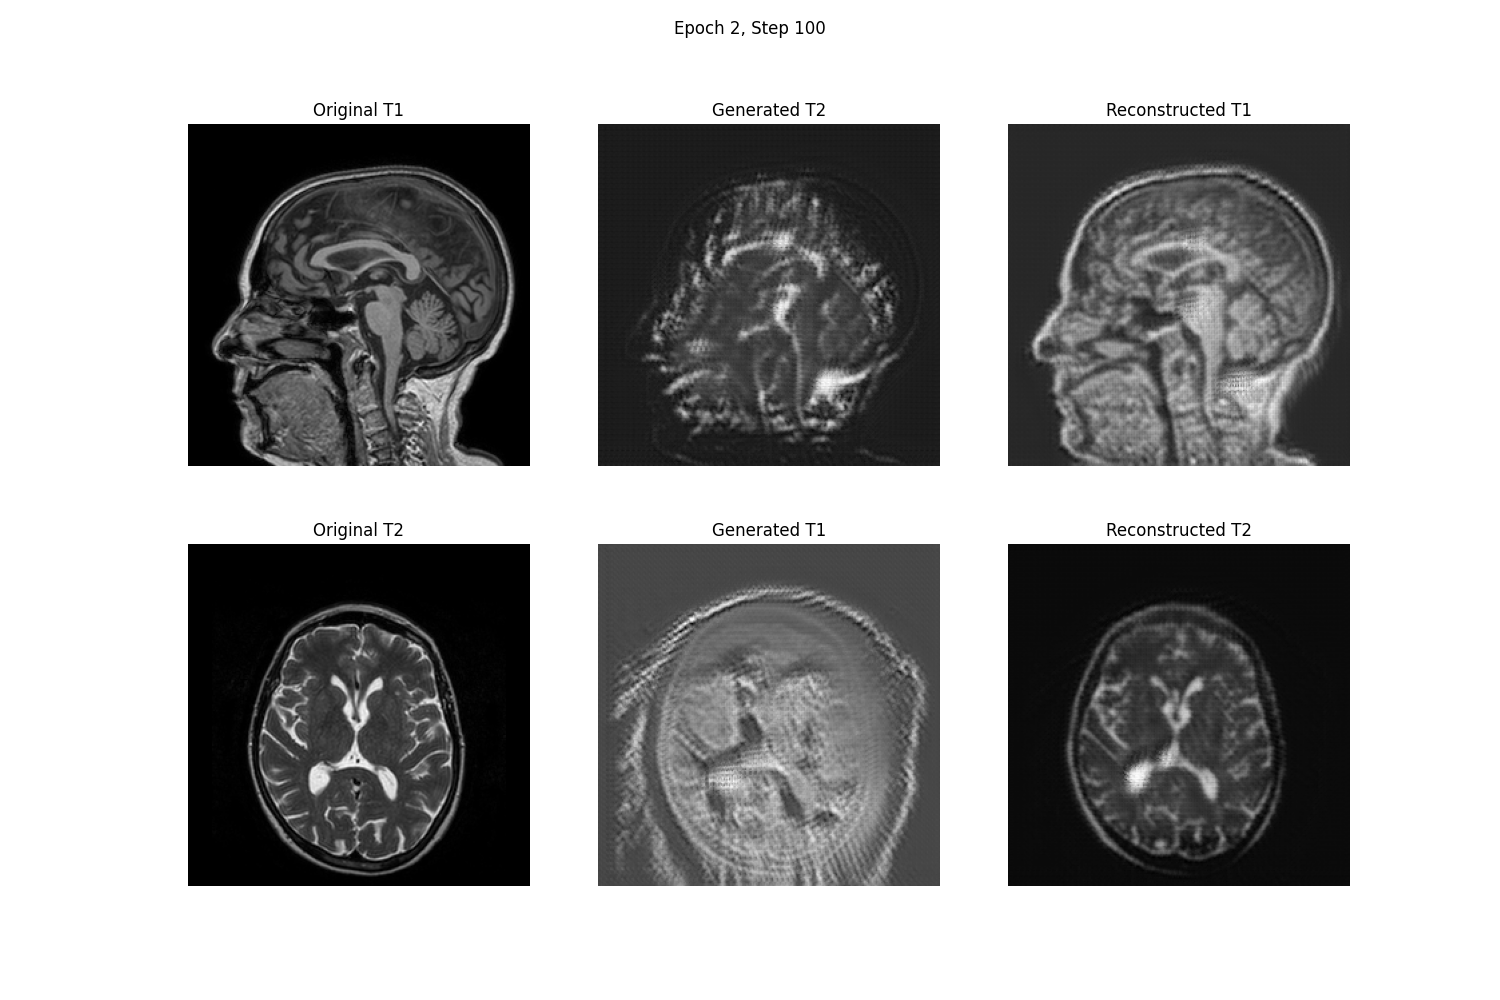 Epoch 2, Step 100
Original T1
Generated T2
Reconstructed T1
Original T2
Generated T1
Reconstructed T2